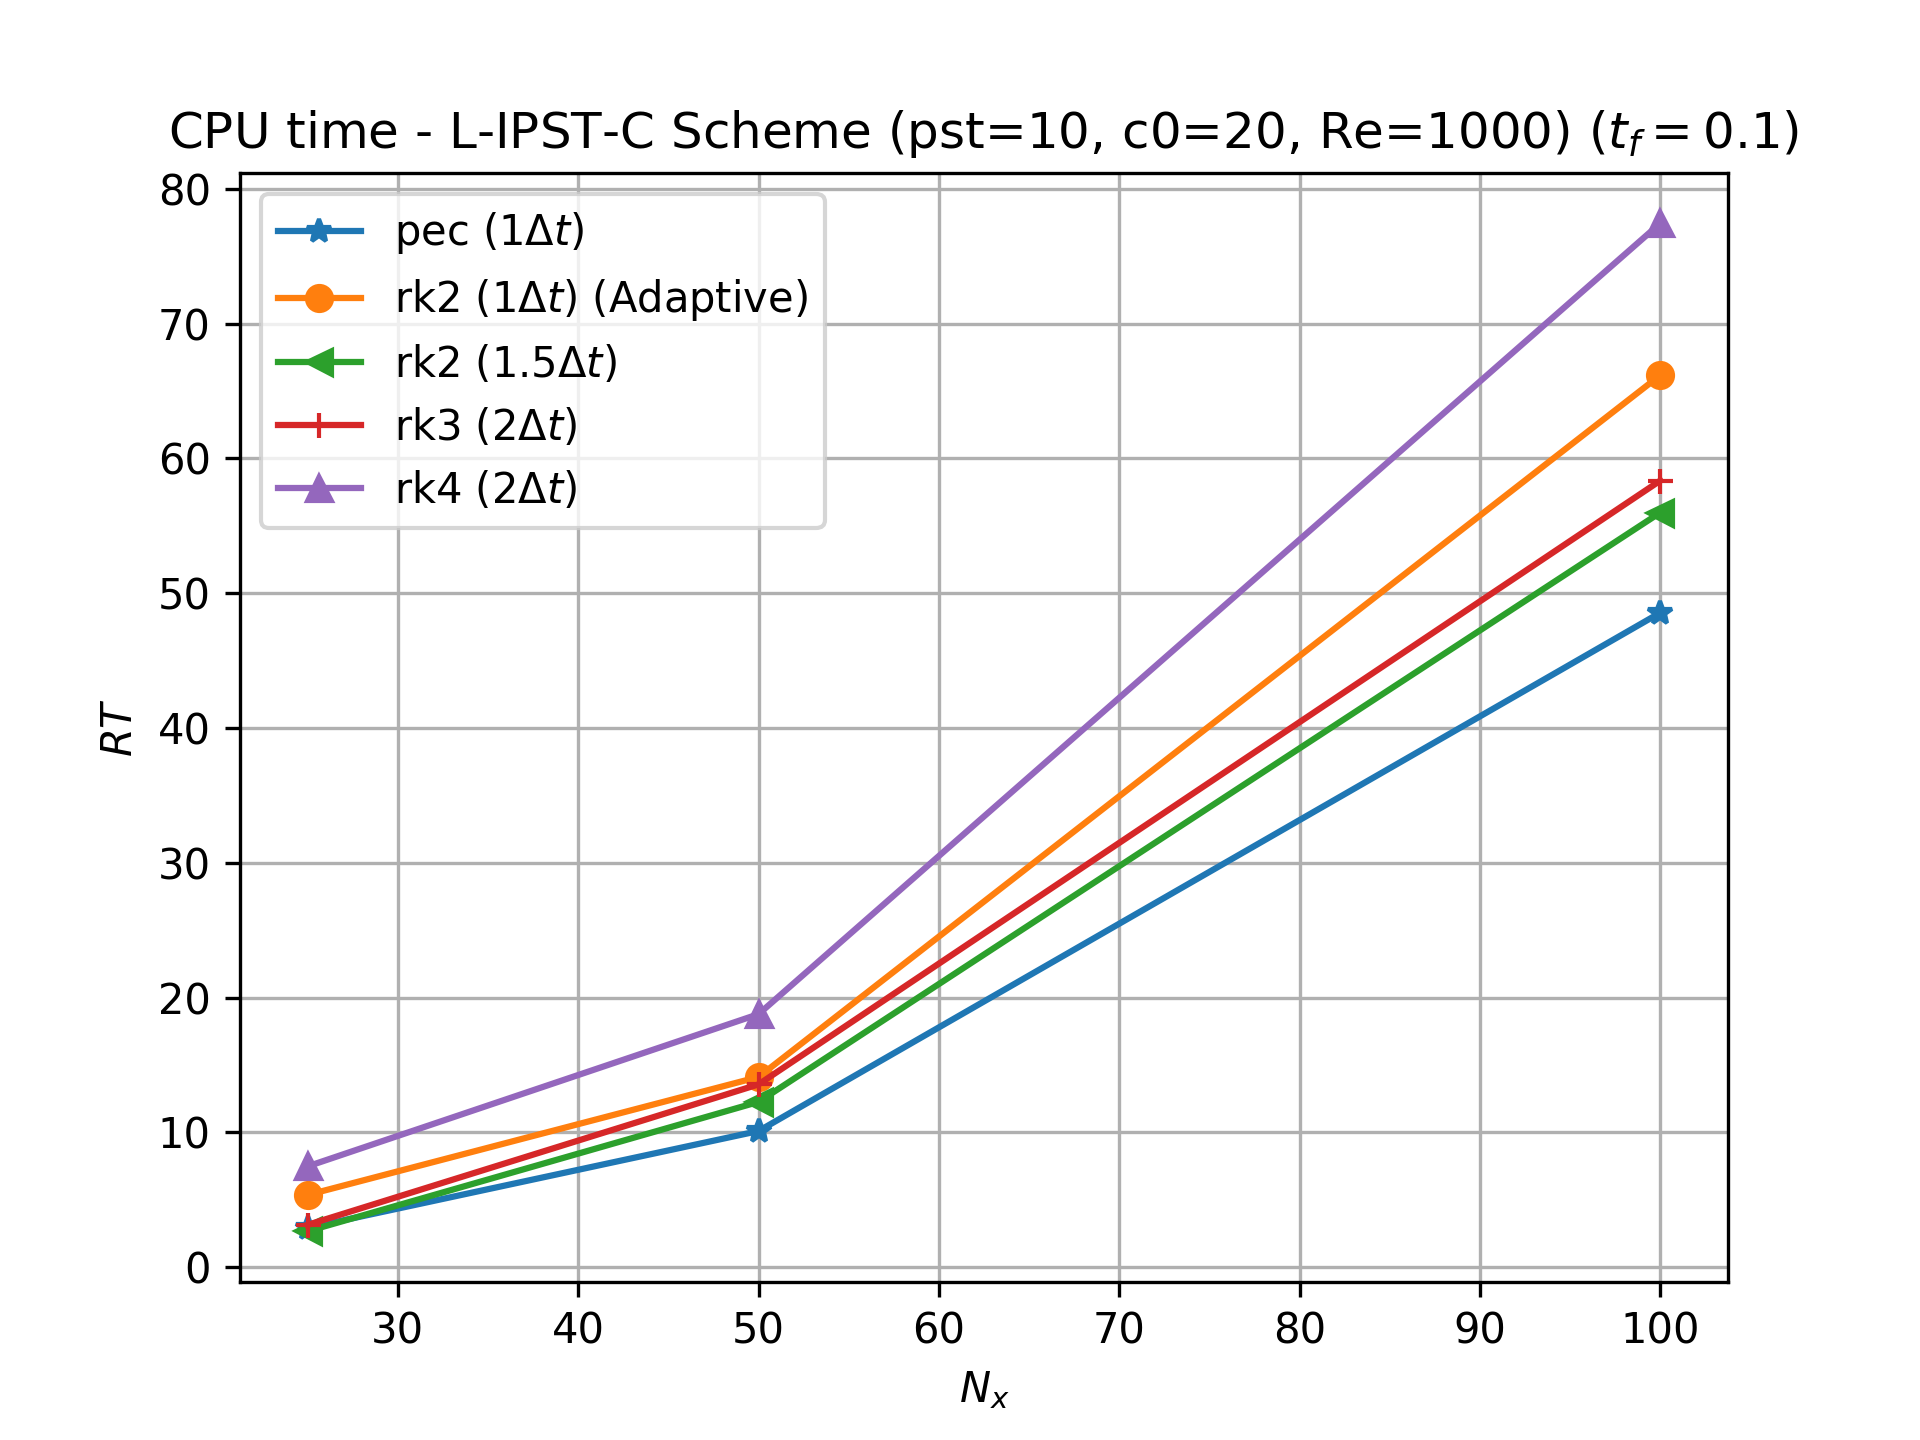 CPU time - L-IPST-C Scheme (pst=10, c0=20, Re=1000) (t_f = 0.1)
pec (1Δt)
rk2 (1Δt) (Adaptive)
rk2 (1.5Δt)
rk3 (2Δt)
rk4 (2Δt)
80
70
60
50
40
30
20
10
0
RT
30 40 50 60 70 80 90 100
N_x